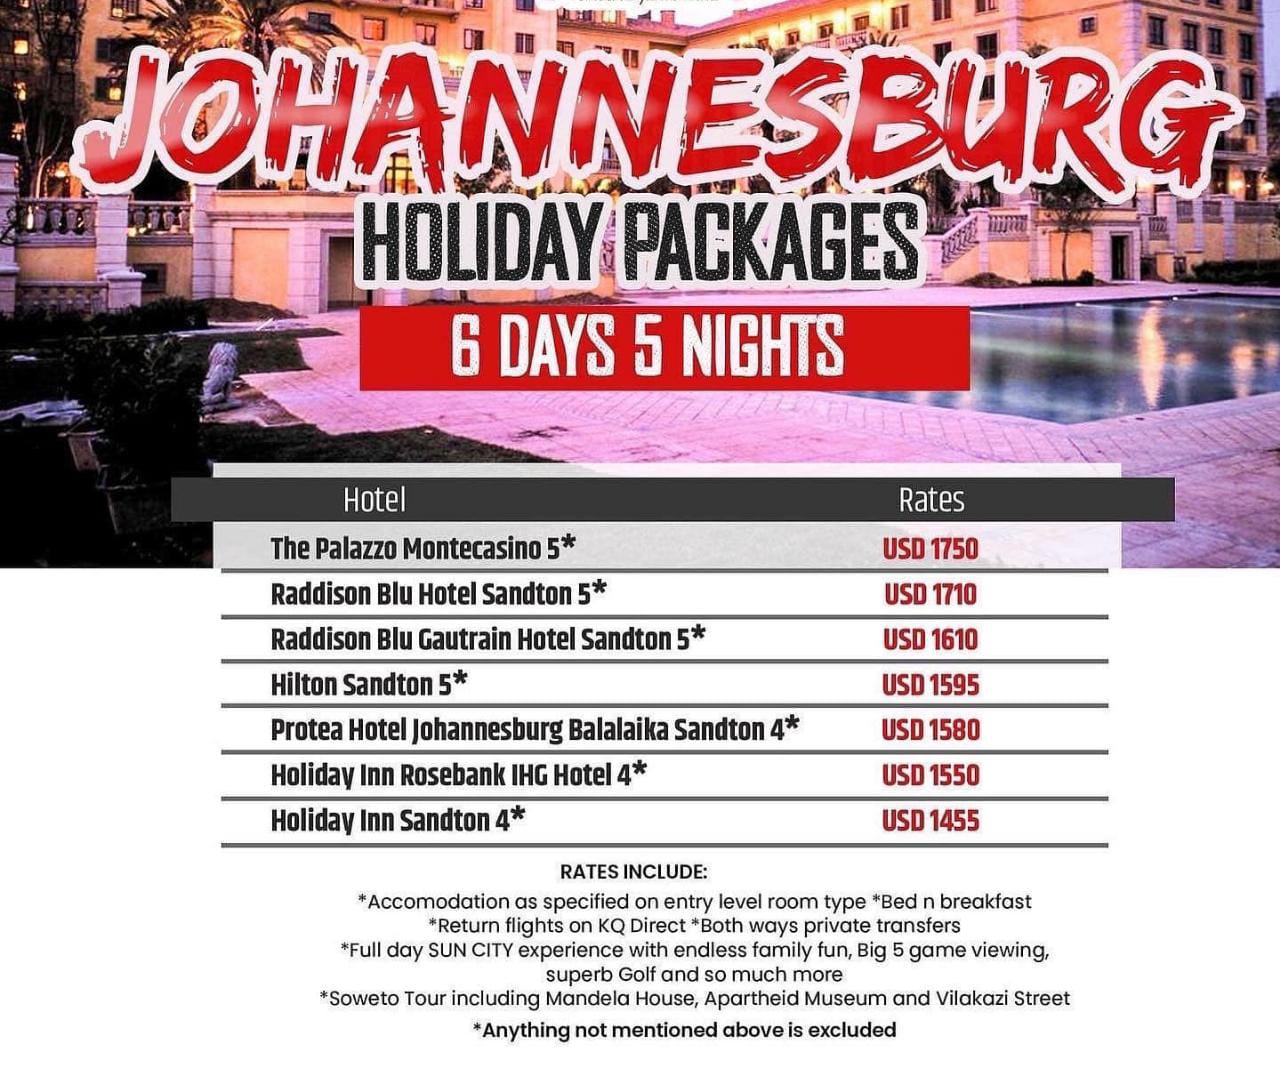 JOHANNESBURG
HOLIDAY PACKAGES
6 DAYS 5 NIGHTS
Hotel Rates
The Palazzo Montecasino 5* USD 1750
Raddison Blu Hotel Sandton 5* USD 1710
Raddison Blu Gautrain Hotel Sandton 5* USD 1610
Hilton Sandton 5* USD 1595
Protea Hotel Johannesburg Balalaika Sandton 4* USD 1580
Holiday Inn Rosebank IHG Hotel 4* USD 1550
Holiday Inn Sandton 4* USD 1455
RATES INCLUDE:
*Accomodation as specified on entry level room type *Bed n breakfast
*Return flights on KQ Direct *Both ways private transfers
*Full day SUN CITY experience with endless family fun, Big 5 game viewing,
superb Golf and so much more
*Soweto Tour including Mandela House, Apartheid Museum and Vilakazi Street
*Anything not mentioned above is excluded